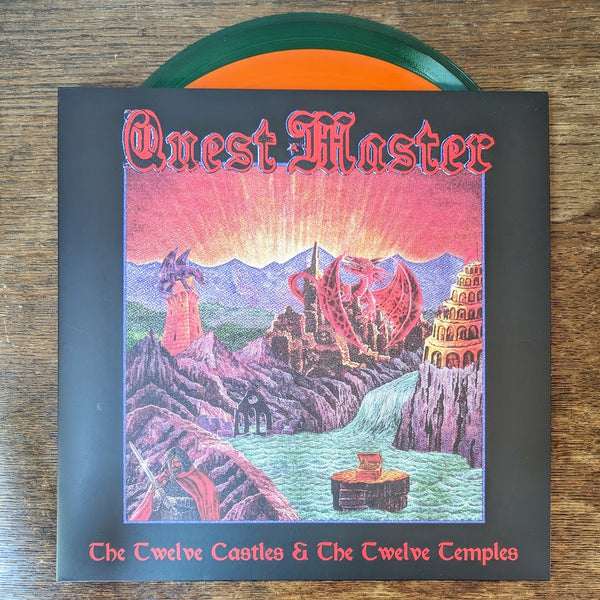 Quest Master
The Twelve Castles & The Twelve Temples